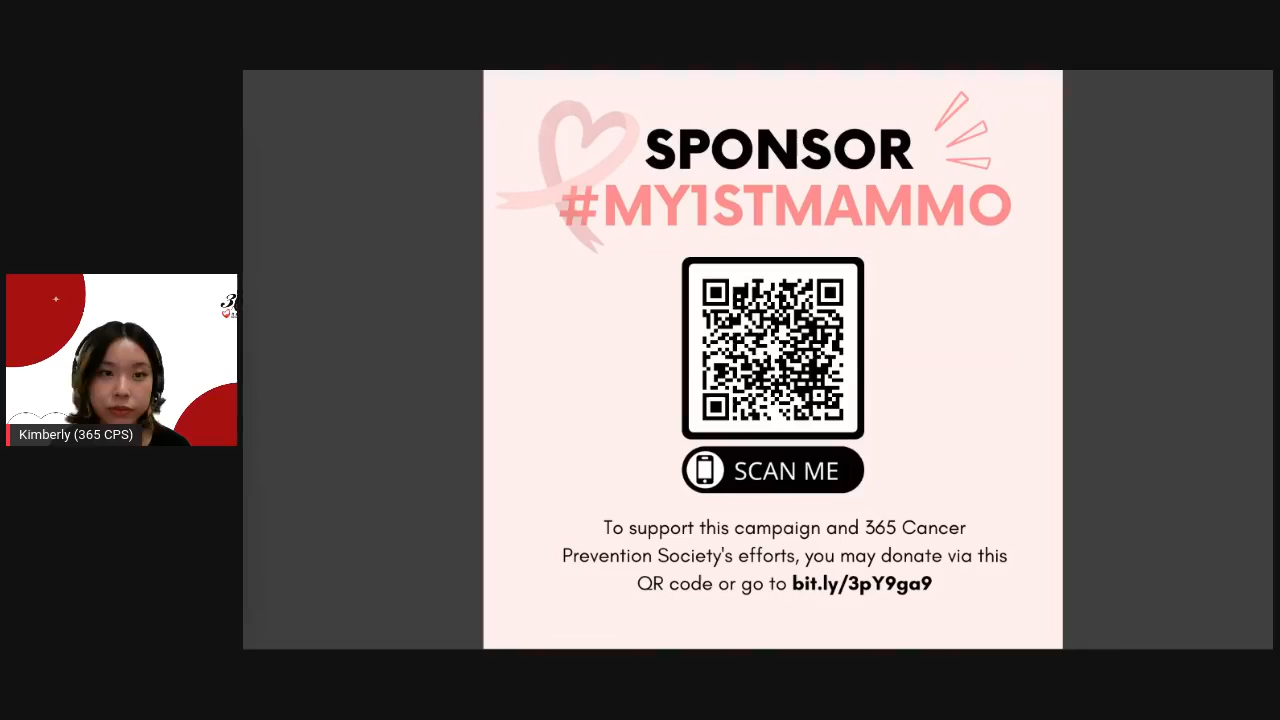 SPONSOR
#MY1STMAMMO
SCAN ME
To support this campaign and 365 Cancer
Prevention Society's efforts, you may donate via this
QR code or go to bit.ly/3pY9ga9
Kimberly (365 CPS)